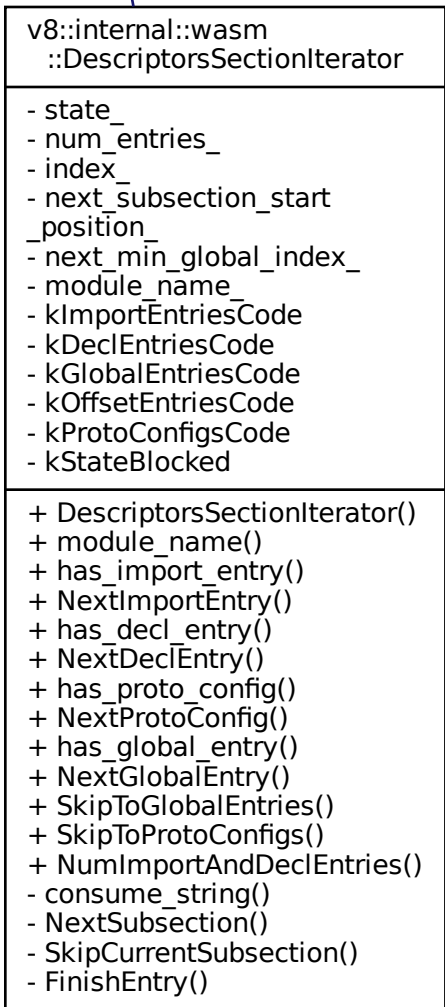 v8::internal::wasm
::DescriptorsSectionIterator
- state_
- num_entries_
- index_
- next_subsection_start
_position_
- next_min_global_index_
- module_name_
- kImportEntriesCode
- kDeclEntriesCode
- kGlobalEntriesCode
- kOffsetEntriesCode
- kProtoConfigsCode
- kStateBlocked
+ DescriptorsSectionIterator()
+ module_name()
+ has_import_entry()
+ NextImportEntry()
+ has_decl_entry()
+ NextDeclEntry()
+ has_proto_config()
+ NextProtoConfig()
+ has_global_entry()
+ NextGlobalEntry()
+ SkipToGlobalEntries()
+ SkipToProtoConfigs()
+ NumImportAndDeclEntries()
- consume_string()
- NextSubsection()
- SkipCurrentSubsection()
- FinishEntry()